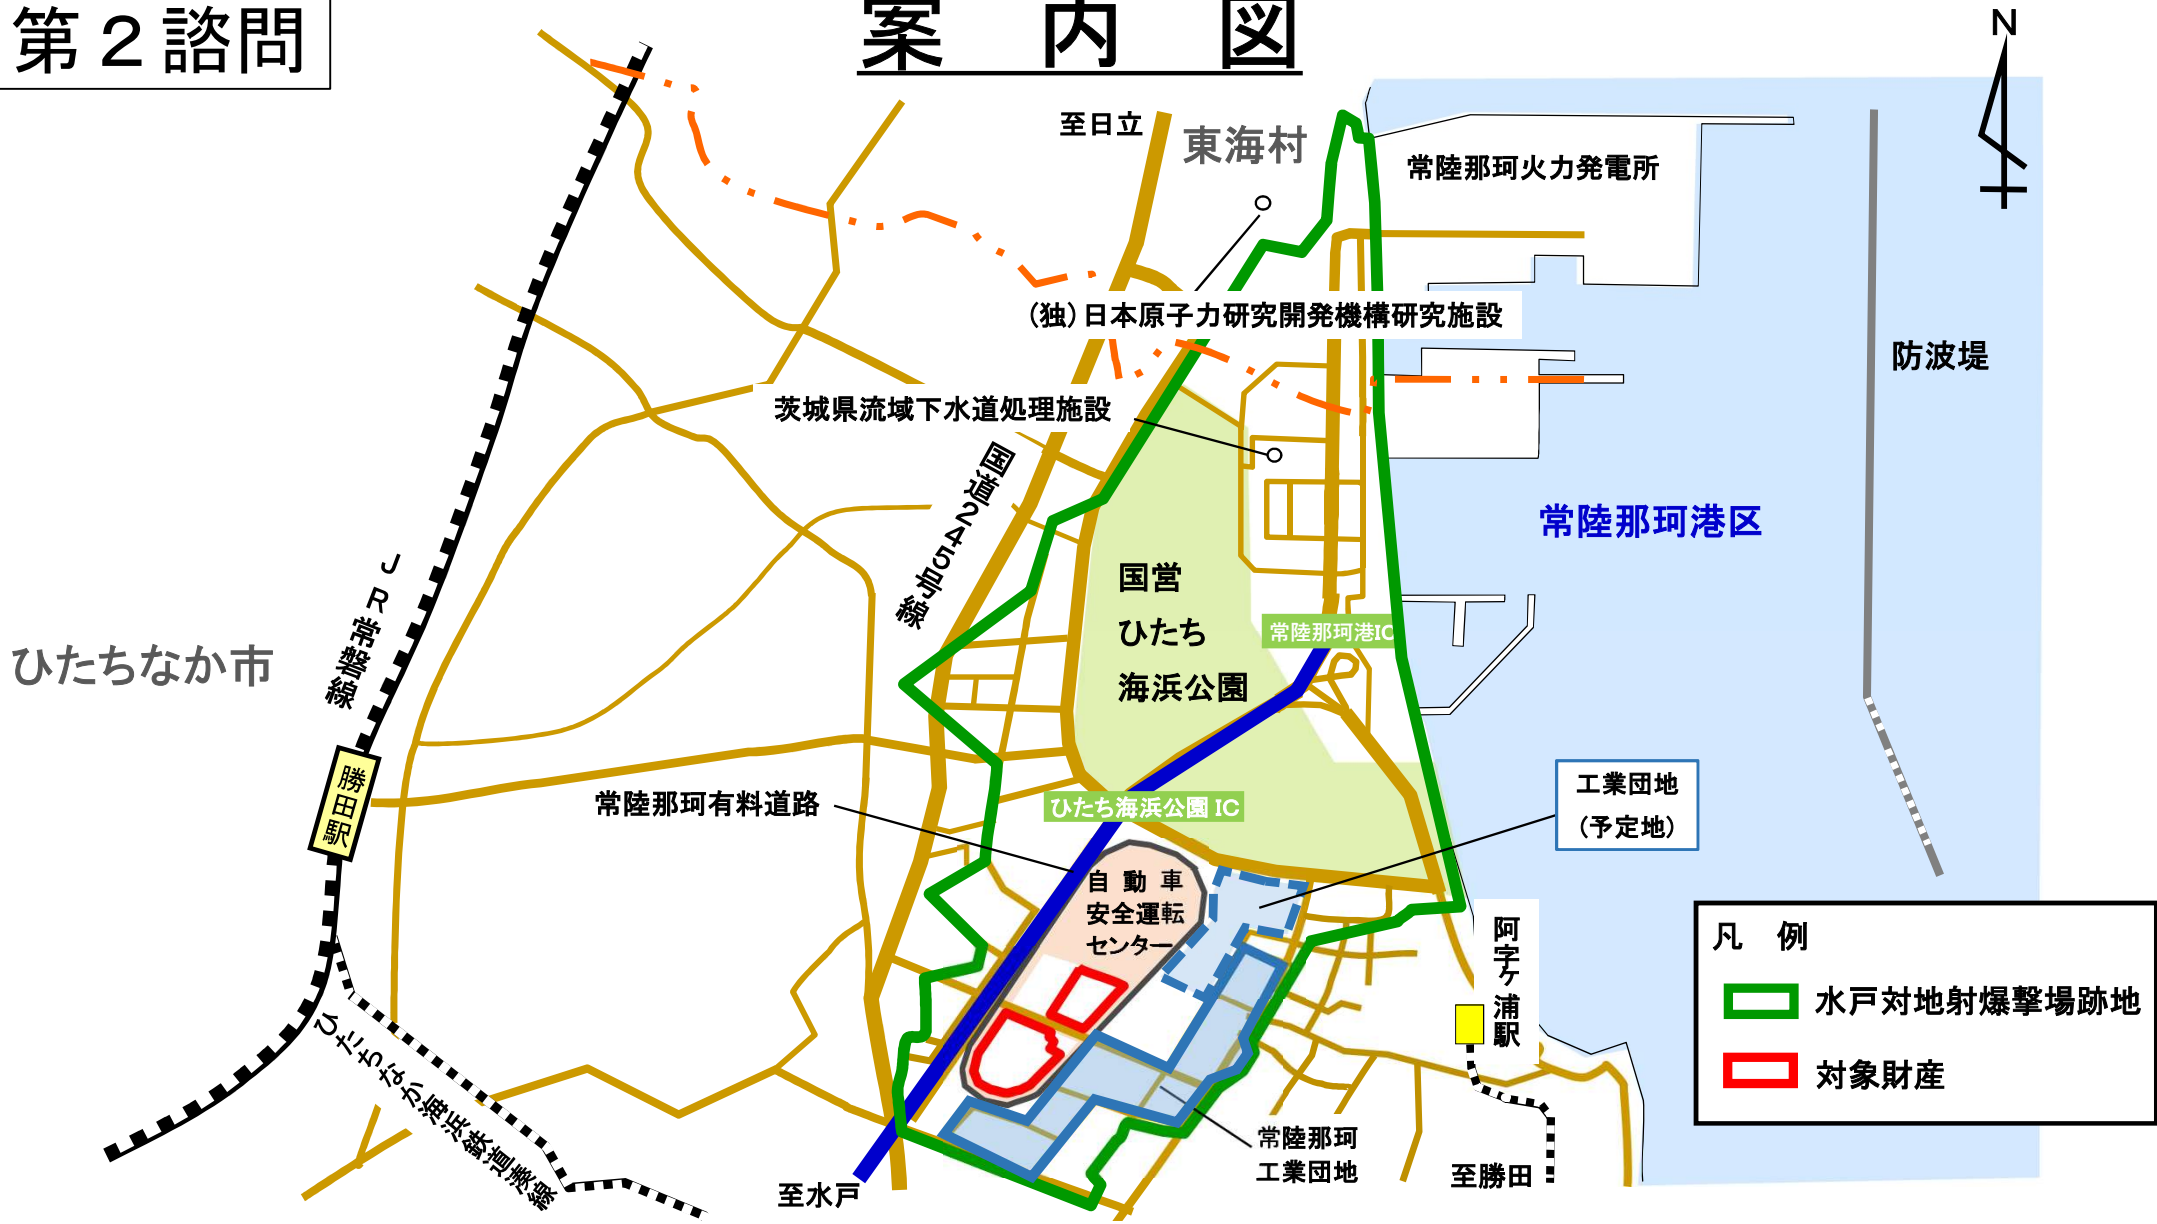 第２諮問
案　内　図
N
至日立
東海村
常陸那珂火力発電所
（独）日本原子力研究開発機構研究施設
防波堤
茨城県流域下水道処理施設
国道２４５号線
常陸那珂港区
ＪＲ常磐線
国営
ひたち
海浜公園
常陸那珂港IC
ひたちなか市
勝田駅
常陸那珂有料道路
ひたち海浜公園 IC
工業団地
（予定地）
自 動 車
安全運転
センター
阿字ヶ浦駅
凡　例
水戸対地射爆撃場跡地
対象財産
ひたちなか海浜鉄道湊線
常陸那珂
工業団地
至勝田
至水戸